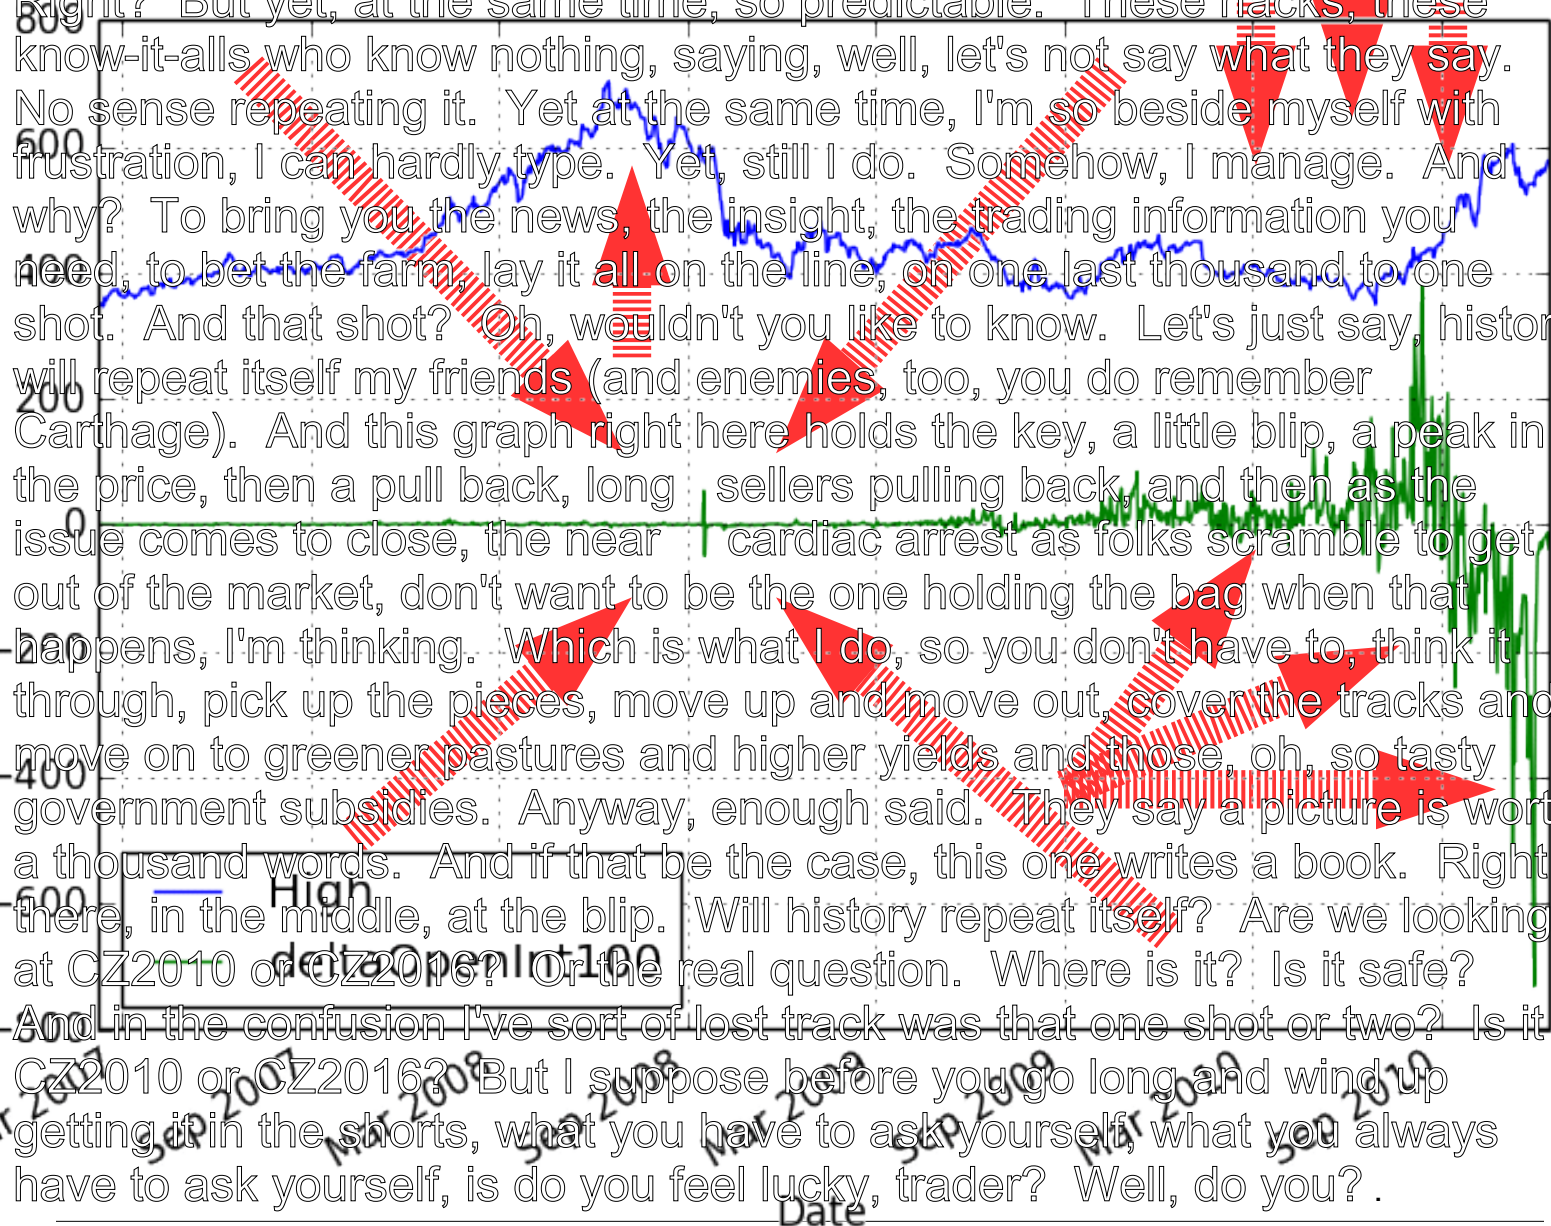 Right?  But yet, at the same time, so predictable.  These hacks, these
800
know-it-alls who know nothing, saying, well, let's not say what they say.
No sense repeating it.  Yet at the same time, I'm so beside myself with
600
frustration, I can hardly type.  Yet, still I do.  Somehow, I manage.  And
why?  To bring you the news, the insight, the trading information you
400
need, to bet the farm, lay it all on the line, on one last thousand to one
shot.  And that shot?  Oh, wouldn't you like to know.  Let's just say, histor
will repeat itself my friends (and enemies, too, you do remember
200
Carthage).  And this graph right here holds the key, a little blip, a peak in
the price, then a pull back, long   sellers pulling back, and then as the
0
issue comes to close, the near     cardiac arrest as folks scramble to get
out of the market, don't want to be the one holding the bag when that
-200
happens, I'm thinking.  Which is what I do, so you don't have to, think it
through, pick up the pieces, move up and move out, cover the tracks and
move on to greener pastures and higher yields and those, oh, so tasty
-400
government subsidies.  Anyway, enough said.  They say a picture is wort
a thousand words.  And if that be the case, this one writes a book.  Right
High
-600
there, in the middle, at the blip.  Will history repeat itself?  Are we looking
deltaOpenInt100
at CZ2010 or CZ2016?  Or the real question.  Where is it?  Is it safe?
-800
And in the confusion I've sort of lost track was that one shot or two?  Is it
CZ2010 or CZ2016?  But I suppose before you go long and wind up
r 2007 Sep 2007 Mar 2008 Sep 2008 Mar 2009 Sep 2009 Mar 2010 Sep 2010
getting it in the shorts, what you have to ask yourself, what you always
have to ask yourself, is do you feel lucky, trader?  Well, do you? .
Date